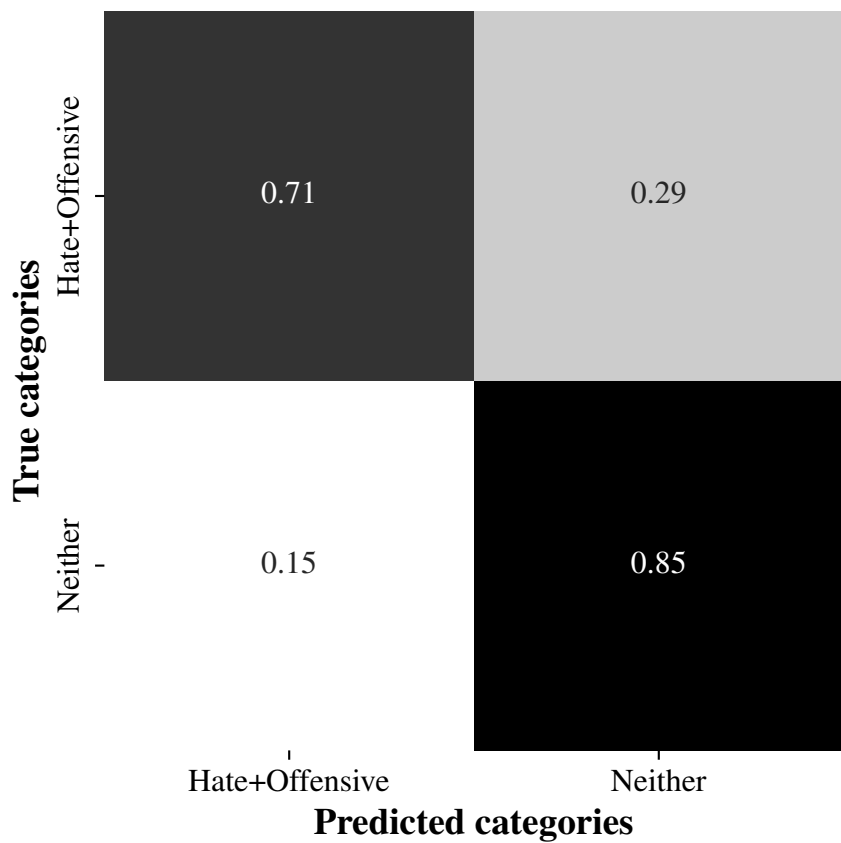 True categories
Hate+Offensive
0.71 0.29
Neither
0.15 0.85
Hate+Offensive Neither
Predicted categories